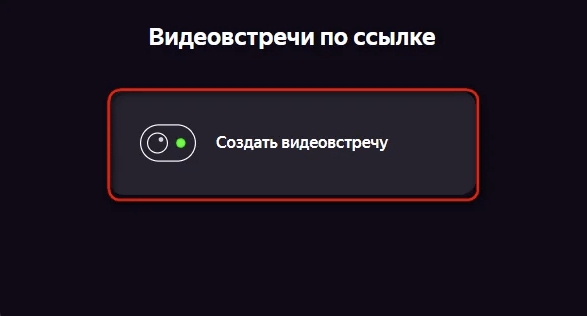 Видеовстречи по ссылке
Создать видеовстречу